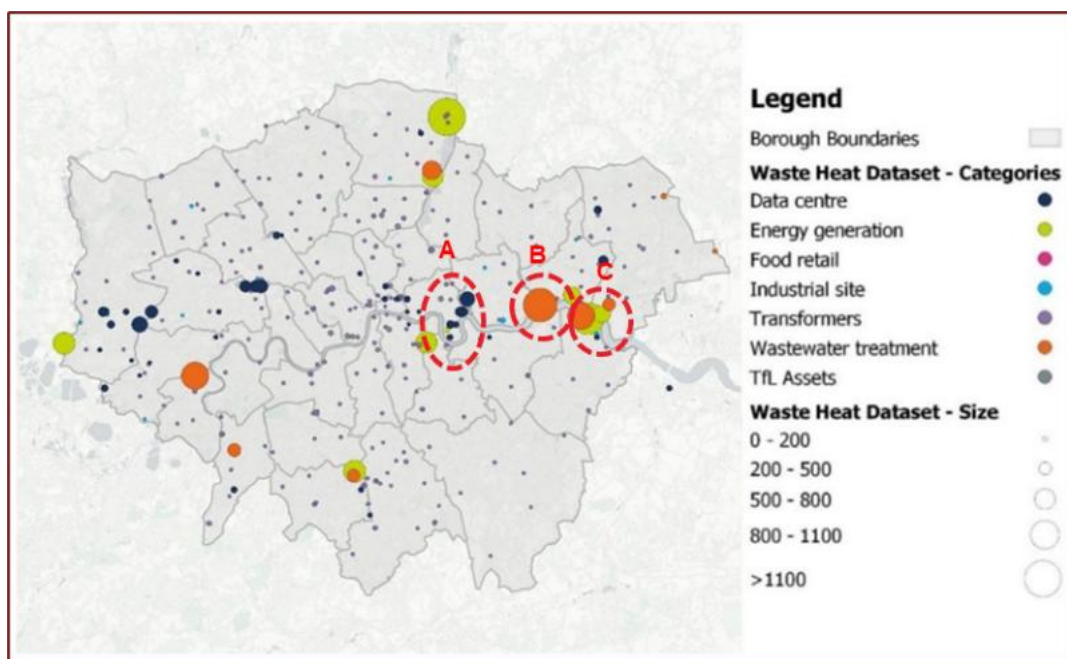 A
B
C
Legend
Borough Boundaries
Waste Heat Dataset - Categories
Data centre
Energy generation
Food retail
Industrial site
Transformers
Wastewater treatment
TfL Assets
Waste Heat Dataset - Size
0 - 200
200 - 500
500 - 800
800 - 1100
>1100